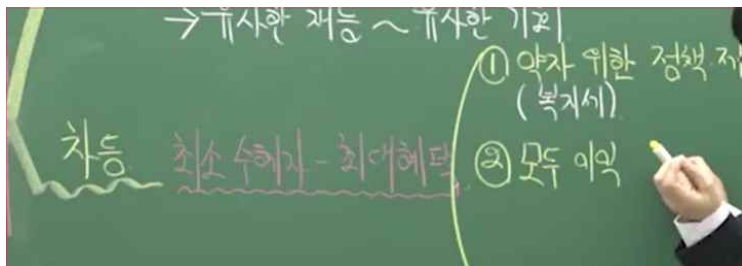 → 유사한 재능 ~ 유사한 기회
① 약자 위한 정책
(복지세)
차등 최소 수혜자 - 최대혜택
② 모두 이익